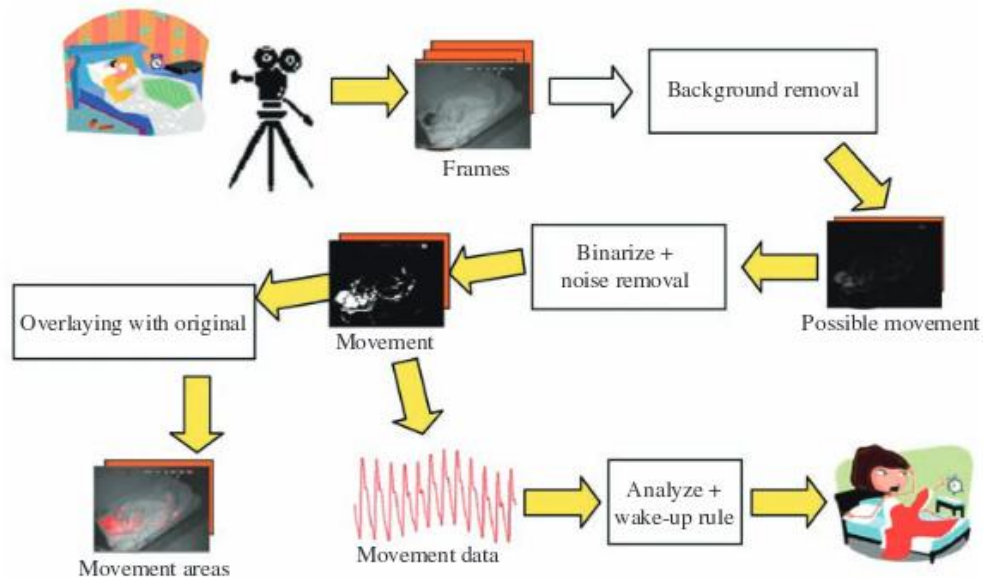 Frames
Background removal
Possible movement
Binarize +
noise removal
Movement
Overlaying with original
Movement areas
Movement data
Analyze +
wake-up rule